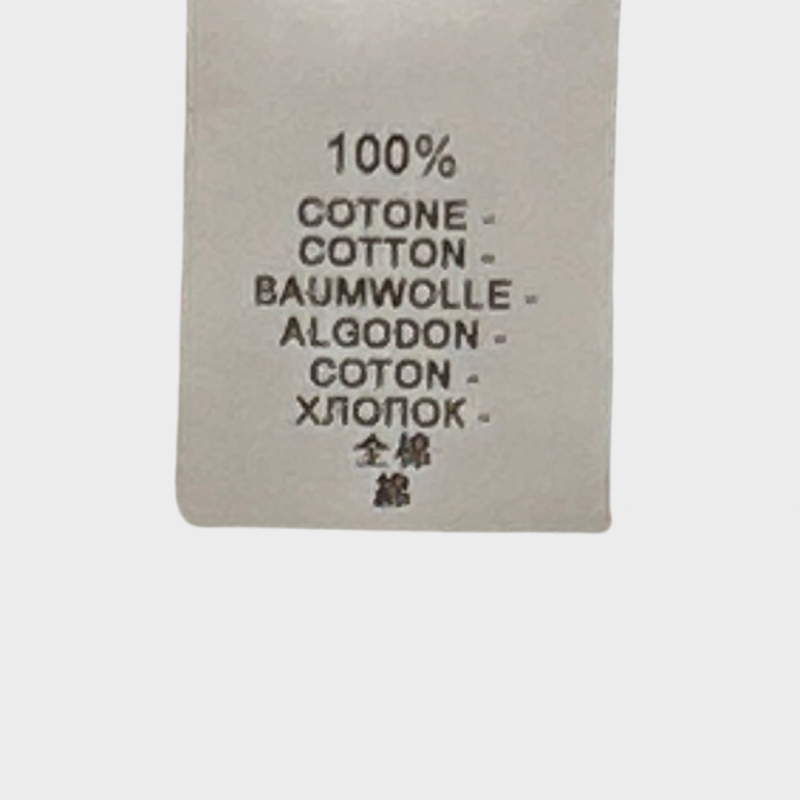 100%
COTONE -
COTTON -
BAUMWOLLE -
ALGODON -
COTON -
ХЛОПОК -
全棉
綿